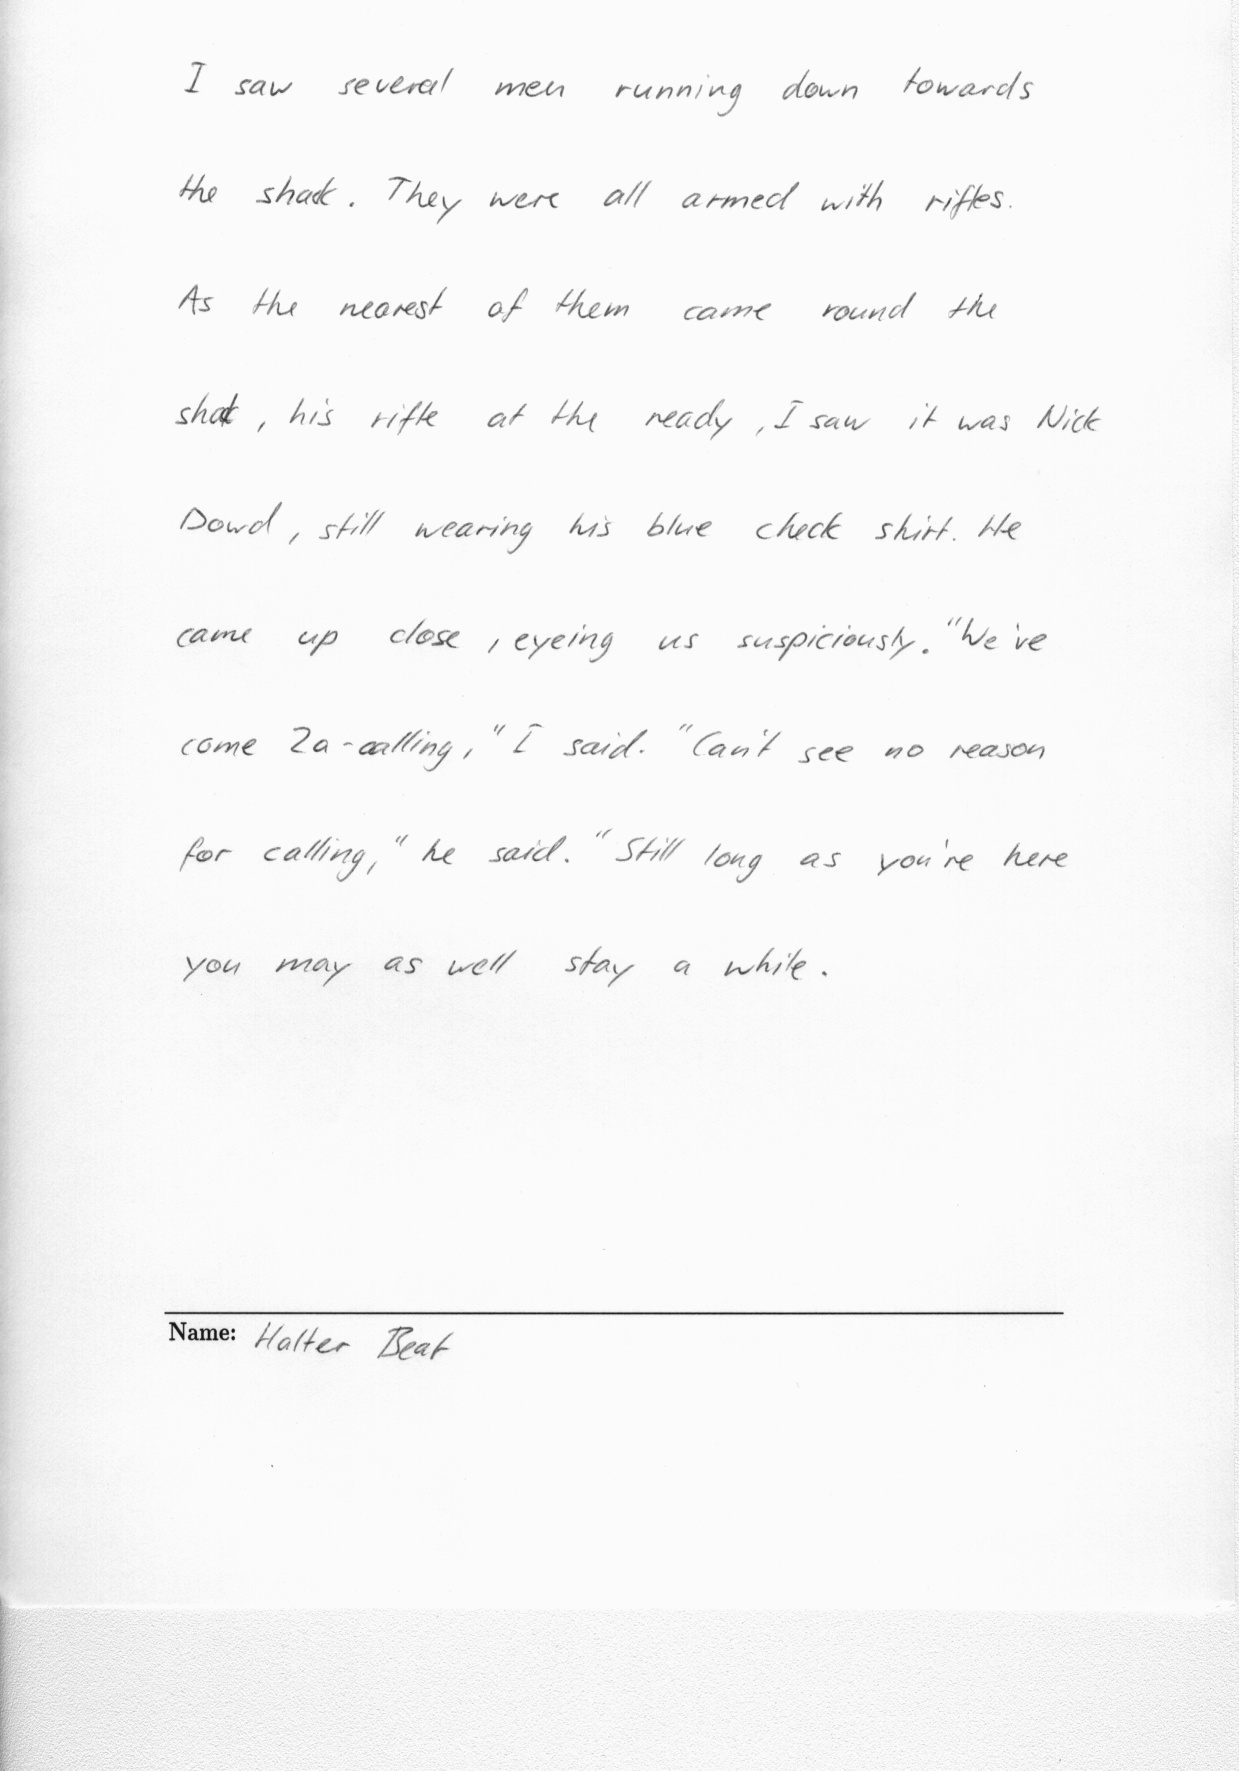 I saw several men running down towards
the shack. They were all armed with rifles.
As the nearest of them came round the
shack, his rifle at the ready, I saw it was Nick
Dowd, still wearing his blue check shirt. He
came up close, eyeing us suspiciously. "We've
come 2a-calling," I said. "Can't see no reason
for calling," he said. "Still long as you're here
you may as well stay a while.
Name: Halter Beat